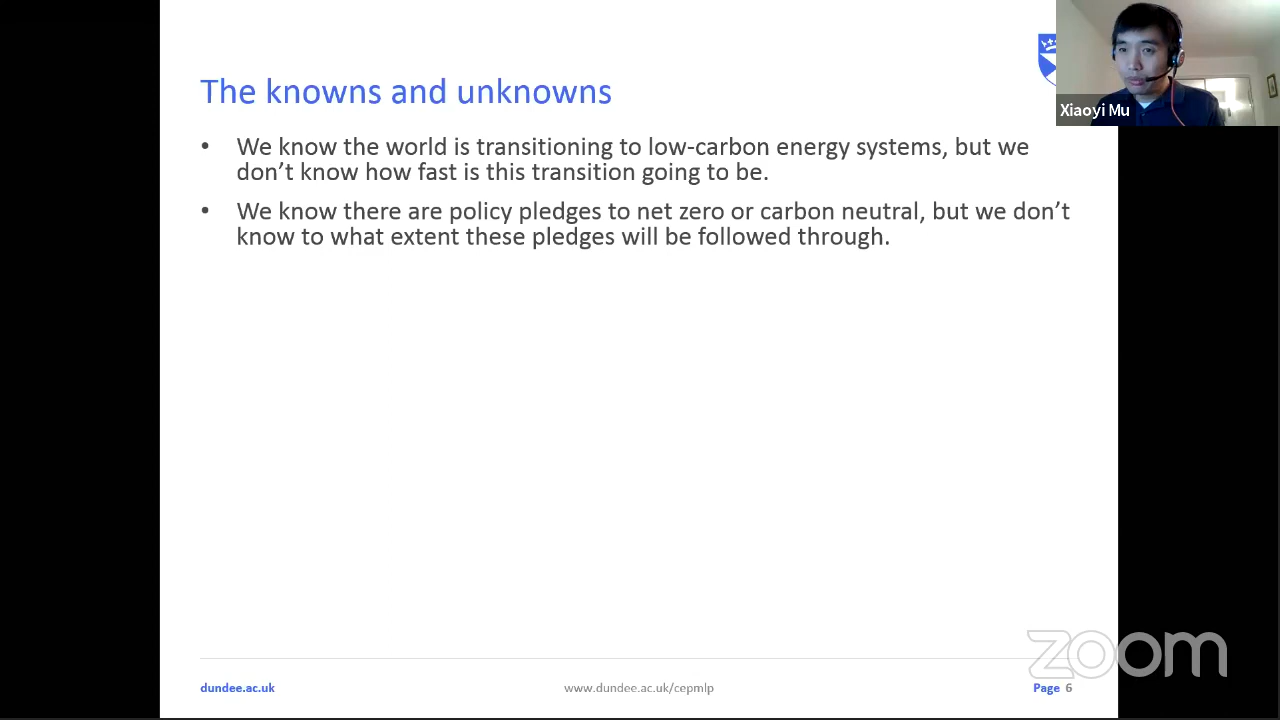 The knowns and unknowns
• We know the world is transitioning to low-carbon energy systems, but we
don’t know how fast is this transition going to be.
• We know there are policy pledges to net zero or carbon neutral, but we don’t
know to what extent these pledges will be followed through.
Xiaoyi Mu
zoom
dundee.ac.uk
www.dundee.ac.uk/cepmlp
Page 6